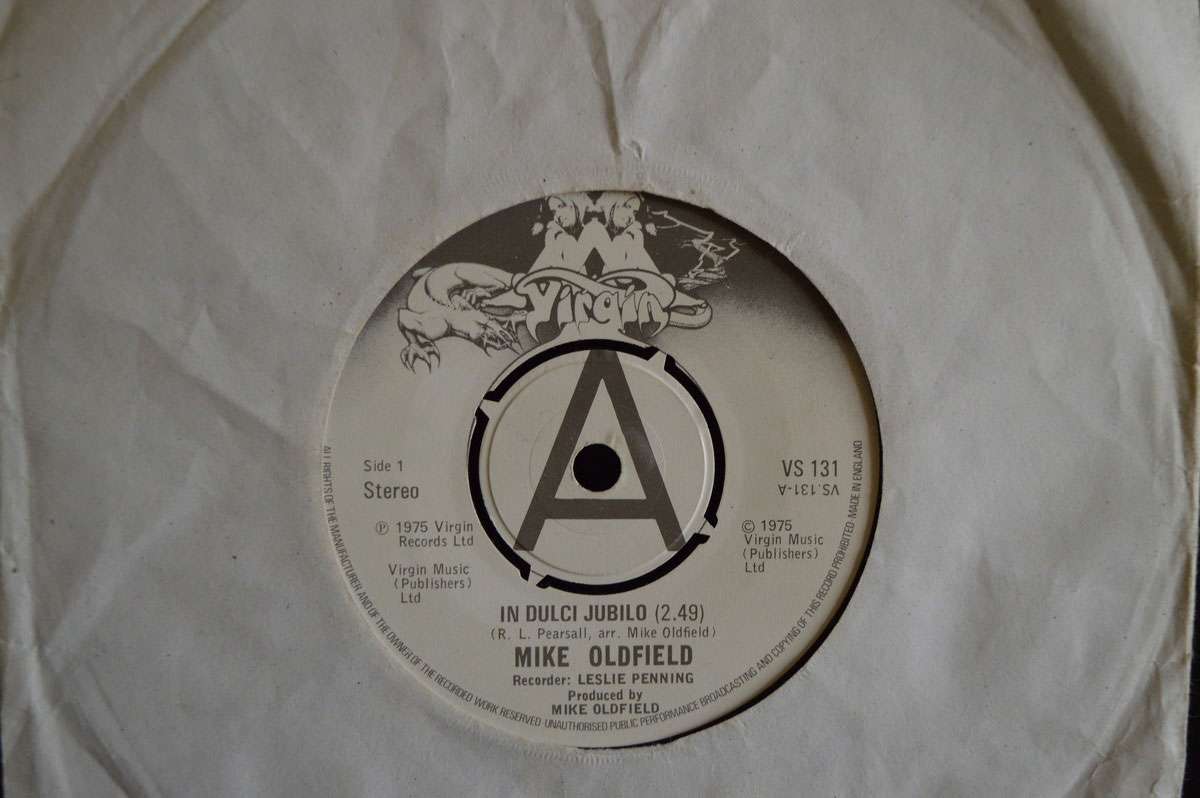 Virgin
A
Side 1
Stereo
℗ 1975 Virgin
Records Ltd
Virgin Music
(Publishers)
Ltd
VS 131
VS.131-A
© 1975
Virgin Music
(Publishers)
Ltd
IN DULCI JUBILO (2.49)
(R. L. Pearsall, arr. Mike Oldfield)
MIKE OLDFIELD
Recorder: LESLIE PENNING
Produced by
MIKE OLDFIELD
ALL RIGHTS OF THE MANUFACTURER AND OF THE OWNER OF THE RECORDED WORK RESERVED UNAUTHORISED PUBLIC PERFORMANCE BROADCASTING AND COPYING OF THIS RECORD PROHIBITED MADE IN ENGLAND